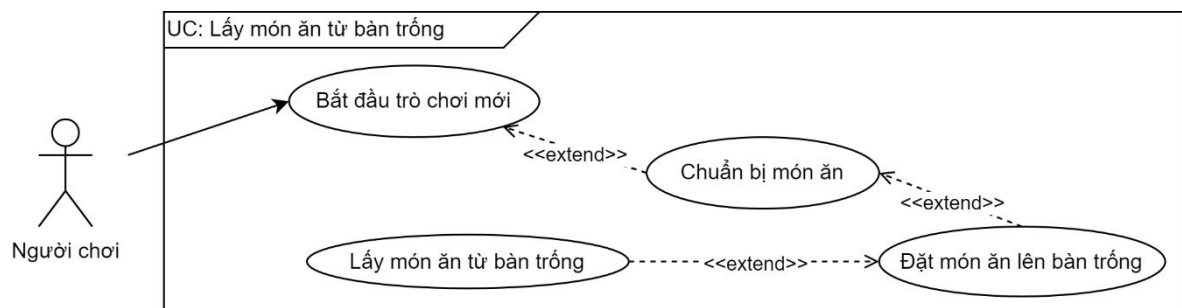 UC: Lấy món ăn từ bàn trống
Bắt đầu trò chơi mới
<<extend>>
Chuẩn bị món ăn
<<extend>>
Người chơi
Lấy món ăn từ bàn trống
<<extend>>
Đặt món ăn lên bàn trống